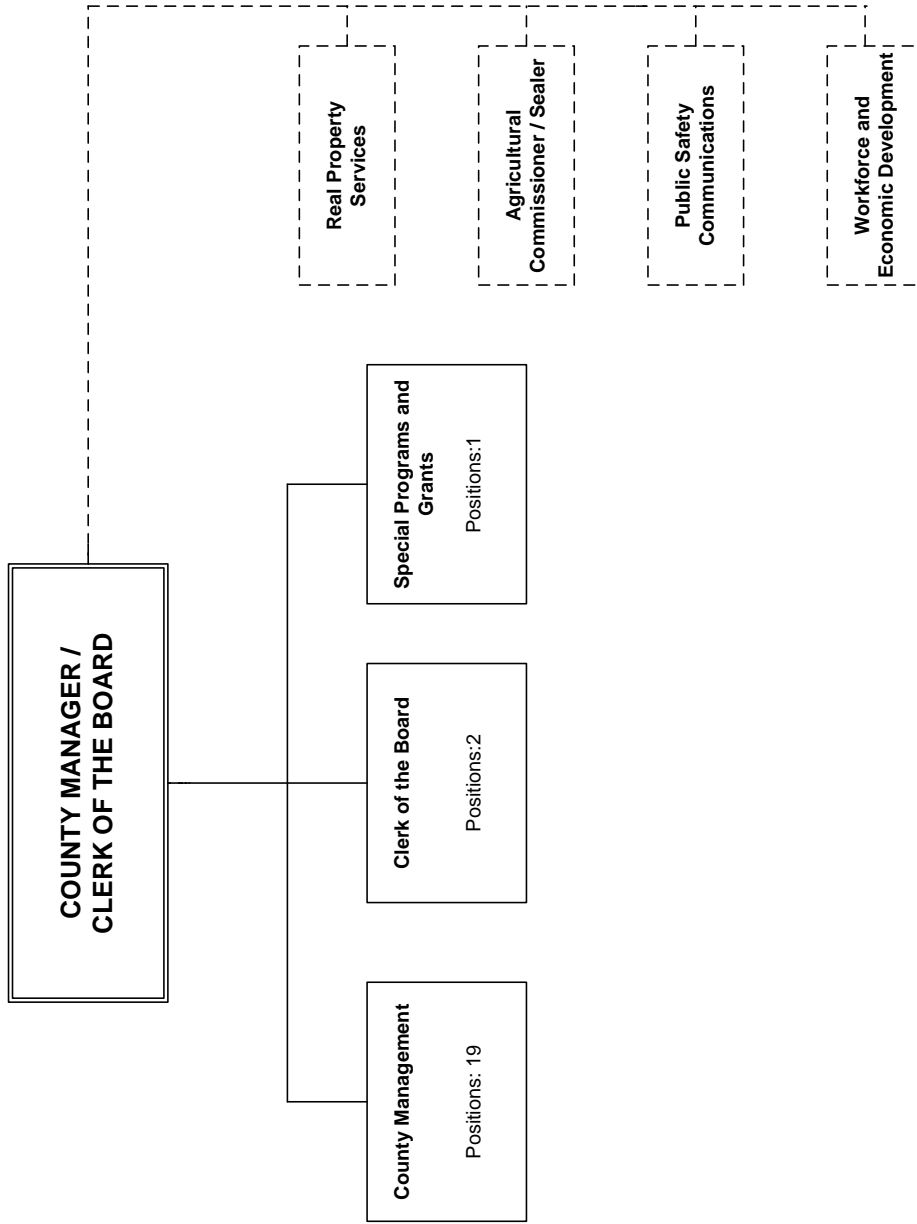 COUNTY MANAGER /
CLERK OF THE BOARD
County Management
Positions: 19
Clerk of the Board
Positions:2
Special Programs and
Grants
Positions:1
Real Property
Services
Agricultural
Commissioner / Sealer
Public Safety
Communications
Workforce and
Economic Development